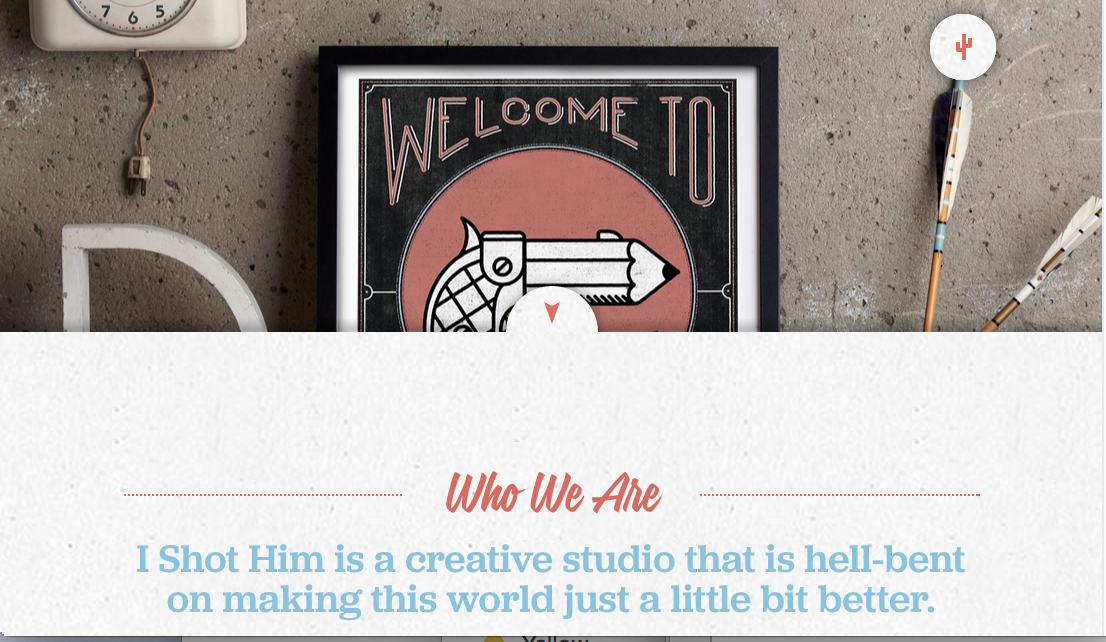 7 6 5
WELCOME TO
Who We Are
I Shot Him is a creative studio that is hell-bent
on making this world just a little bit better.
Yellow